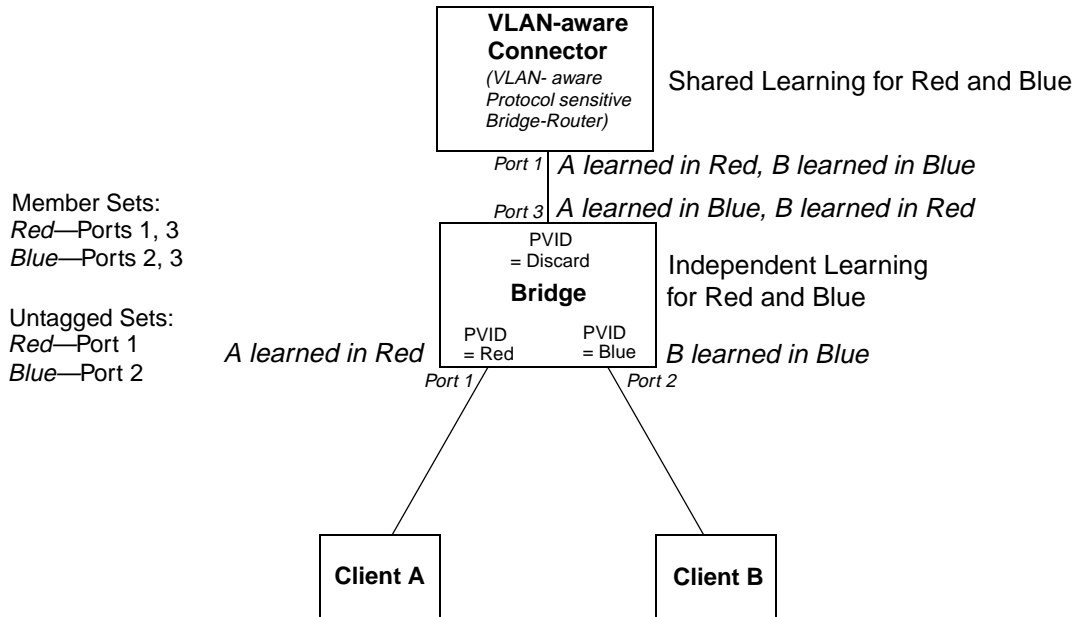 VLAN-aware
Connector
(VLAN- aware
Protocol sensitive
Bridge-Router)
Shared Learning for Red and Blue
Port 1
A learned in Red, B learned in Blue
Port 3
A learned in Blue, B learned in Red
Member Sets:
Red—Ports 1, 3
Blue—Ports 2, 3
Untagged Sets:
Red—Port 1
Blue—Port 2
PVID
= Discard
Bridge
Independent Learning
for Red and Blue
PVID
= Red
PVID
= Blue
A learned in Red
B learned in Blue
Port 1
Port 2
Client A
Client B